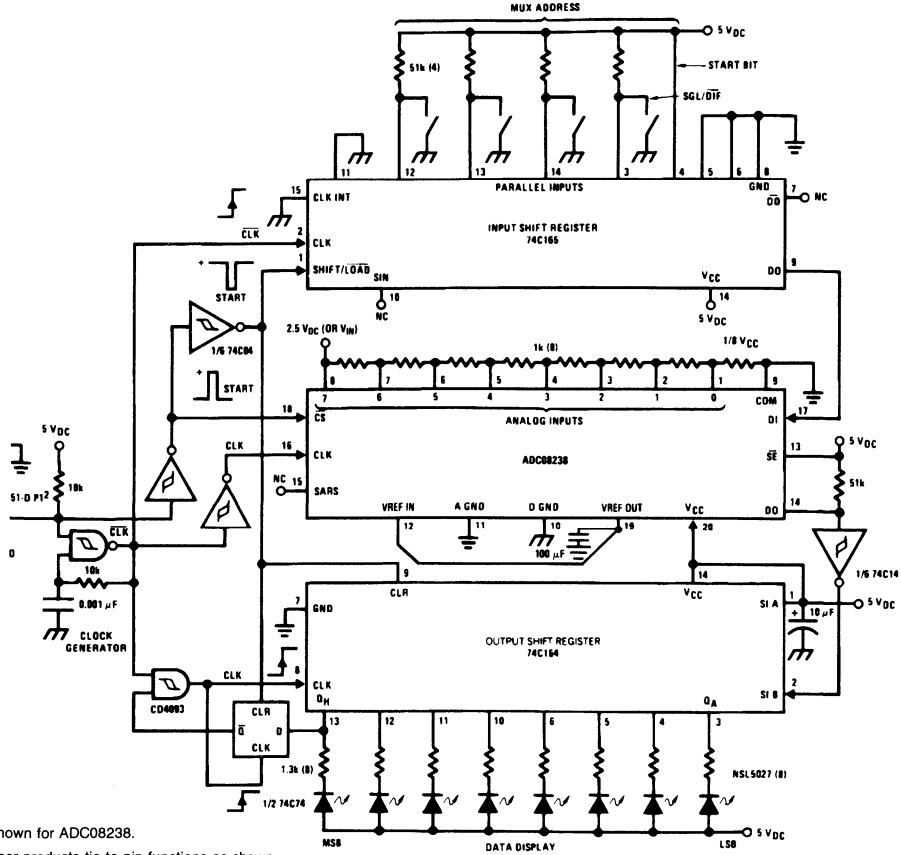 MUX ADDRESS
5 VDC
51k (4)
START BIT
SGL/DIF
11 12 13 14 3 4 5 6 8
PARALLEL INPUTS
GND
15 CLK INT
7
DO
NC
INPUT SHIFT REGISTER
74C165
CLK
2 CLK
1 SHIFT/LOAD
SIN
VCC
DO 9
+
START
10
NC
14
5 VDC
1/6 74C04
2.5 VDC (OR VIN)
1k (8)
1/8 VCC
START
8 7 6 5 4 3 2 1 9
7 6 5 4 3 2 1 0
COM
18 CS
ANALOG INPUTS
DI 17
5 VDC
CLK
16 CLK
ADC08238
13
SE
5 VDC
18k
NC
15 SARS
51k
51-D P1²
VREF IN
A GND
D GND
VREF OUT
VCC
DO 14
CLK
12 11 10 19 20
D
100 µF
10k
1/6 74C14
0.001 µF
9
CLR
14
VCC
7 GND
SI A 1
5 VDC
+
10 µF
CLOCK
GENERATOR
OUTPUT SHIFT REGISTER
74C164
CLK
8 CLK
SI B 2
CD4093
QH
QA
CLR
Q D
CLK
13 12 11 10 6 5 4 3
1.3k (8)
NSL5027 (8)
1/2 74C74
MSB
LSB
5 VDC
DATA DISPLAY
hown for ADC08238.